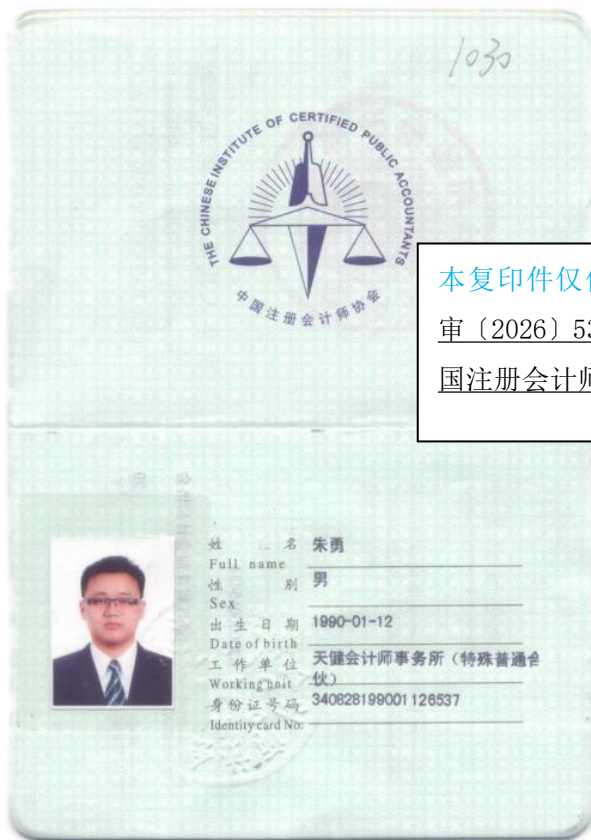 1030
THE CHINESE INSTITUTE OF CERTIFIED PUBLIC ACCOUNTANTS
中国注册会计师协会
本复印件仅
审〔2026〕53
国注册会计师
姓 名 朱勇
Full name
性 别 男
Sex
出生日期 1990-01-12
Date of birth
工作单位 天健会计师事务所（特殊普通合
Working unit 伙）
身份证号码 340828199001126537
Identity card No.